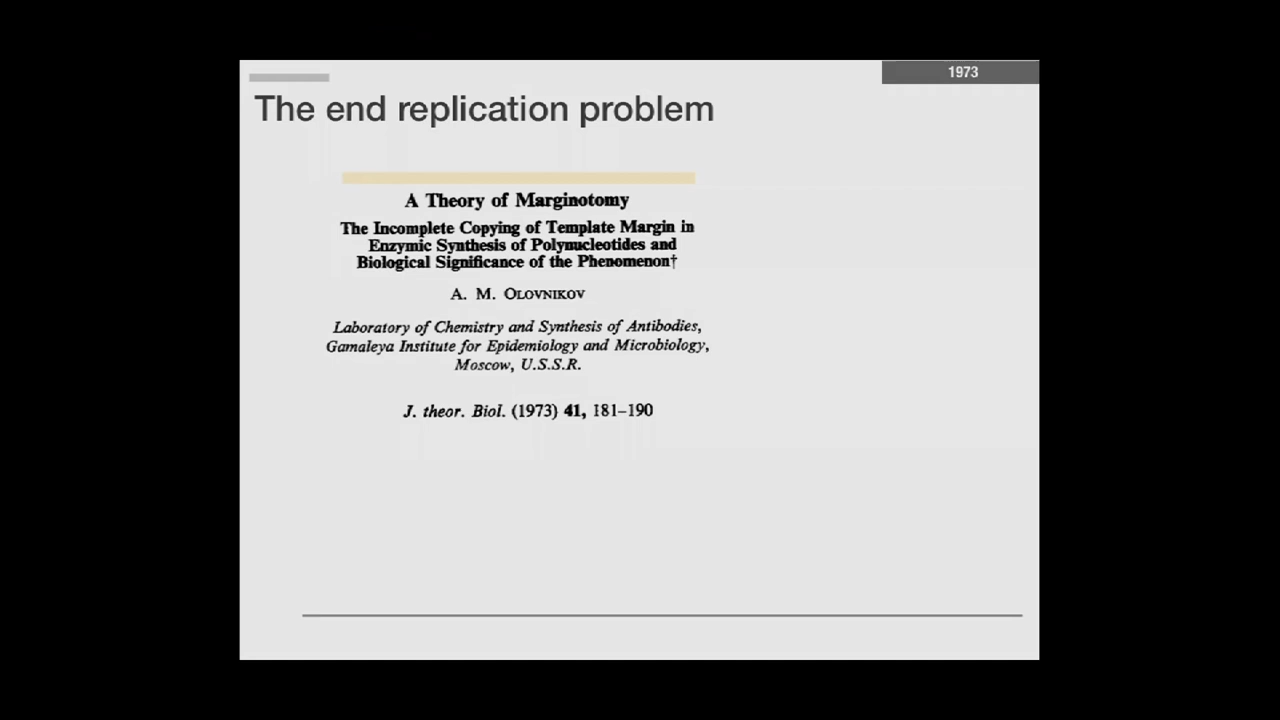 1973
The end replication problem
A Theory of Marginotomy
The Incomplete Copying of Template Margin in
Enzymic Synthesis of Polynucleotides and
Biological Significance of the Phenomenon†
A. M. OLOVNIKOV
Laboratory of Chemistry and Synthesis of Antibodies,
Gamaleya Institute for Epidemiology and Microbiology,
Moscow, U.S.S.R.
J. theor. Biol. (1973) 41, 181–190